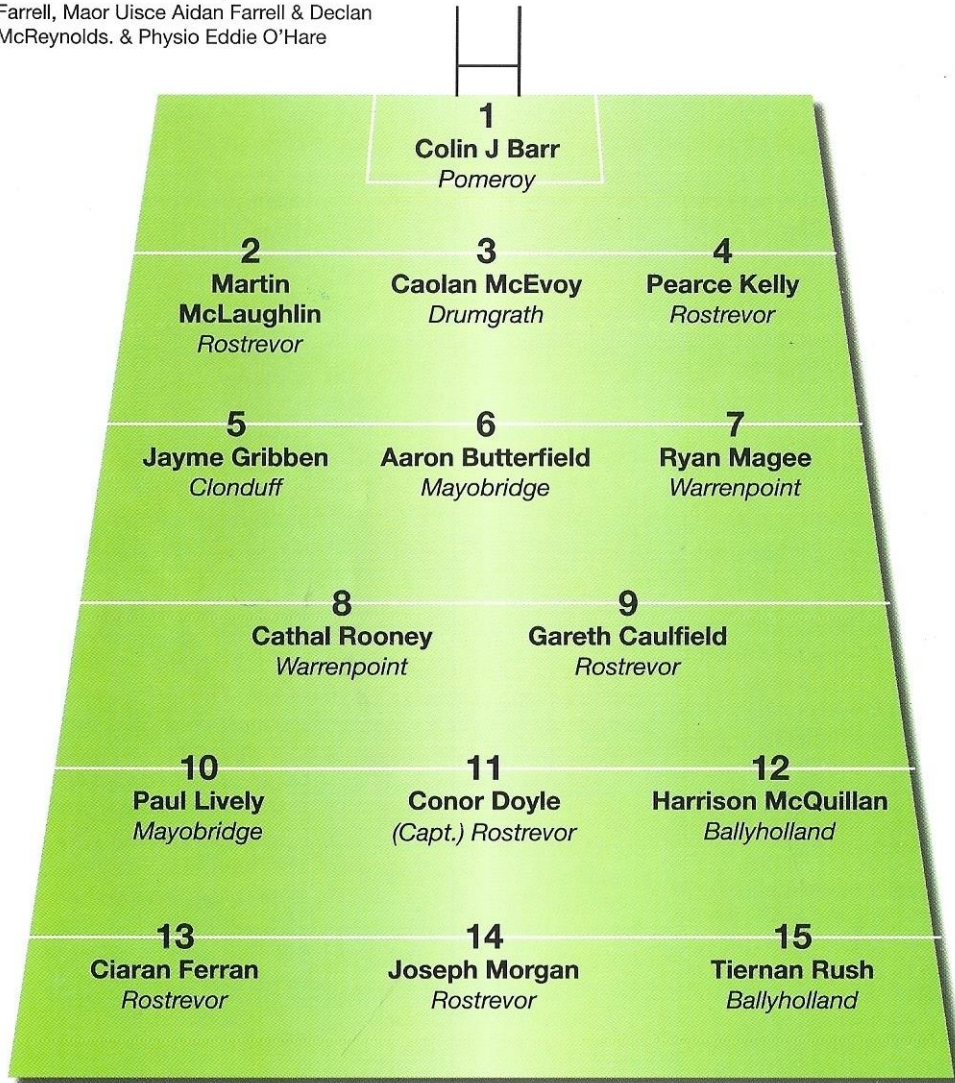 Farrell, Maor Uisce Aidan Farrell & Declan
McReynolds. & Physio Eddie O'Hare
1
Colin J Barr
Pomeroy
2
Martin
McLaughlin
Rostrevor
3
Caolan McEvoy
Drumgrath
4
Pearce Kelly
Rostrevor
5
Jayme Gribben
Clonduff
6
Aaron Butterfield
Mayobridge
7
Ryan Magee
Warrenpoint
8
Cathal Rooney
Warrenpoint
9
Gareth Caulfield
Rostrevor
10
Paul Lively
Mayobridge
11
Conor Doyle
(Capt.) Rostrevor
12
Harrison McQuillan
Ballyholland
13
Ciaran Ferran
Rostrevor
14
Joseph Morgan
Rostrevor
15
Tiernan Rush
Ballyholland